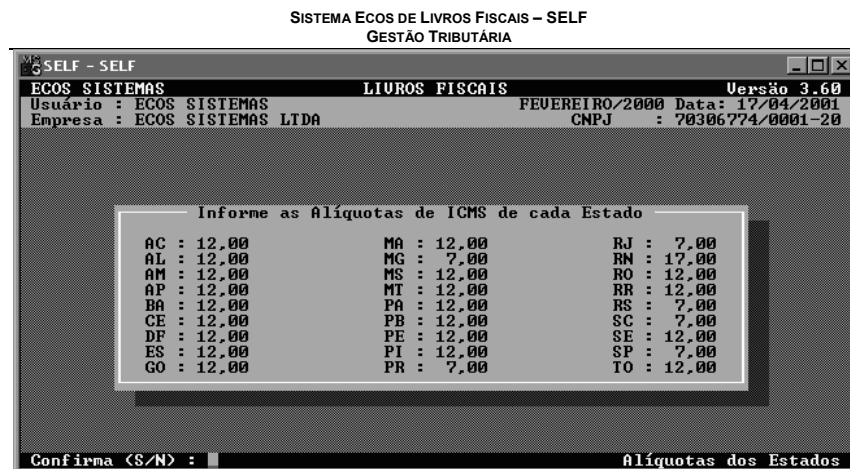 SISTEMA ECOS DE LIVROS FISCAIS – SELF
GESTÃO TRIBUTÁRIA
SELF - SELF
ECOS SISTEMAS LIVROS FISCAIS Versão 3.60
Usuário : ECOS SISTEMAS FEVEREIRO/2000 Data: 17/04/2001
Empresa : ECOS SISTEMAS LTDA CNPJ : 70306774/0001-20
Informe as Alíquotas de ICMS de cada Estado
AC : 12,00 MA : 12,00 RJ : 7,00
AL : 12,00 MG : 7,00 RN : 17,00
AM : 12,00 MS : 12,00 RO : 12,00
AP : 12,00 MT : 12,00 RR : 12,00
BA : 12,00 PA : 12,00 RS : 7,00
CE : 12,00 PB : 12,00 SC : 7,00
DF : 12,00 PE : 12,00 SE : 12,00
ES : 12,00 PI : 12,00 SP : 7,00
GO : 12,00 PR : 7,00 TO : 12,00
Confirma (S/N) : Alíquotas dos Estados